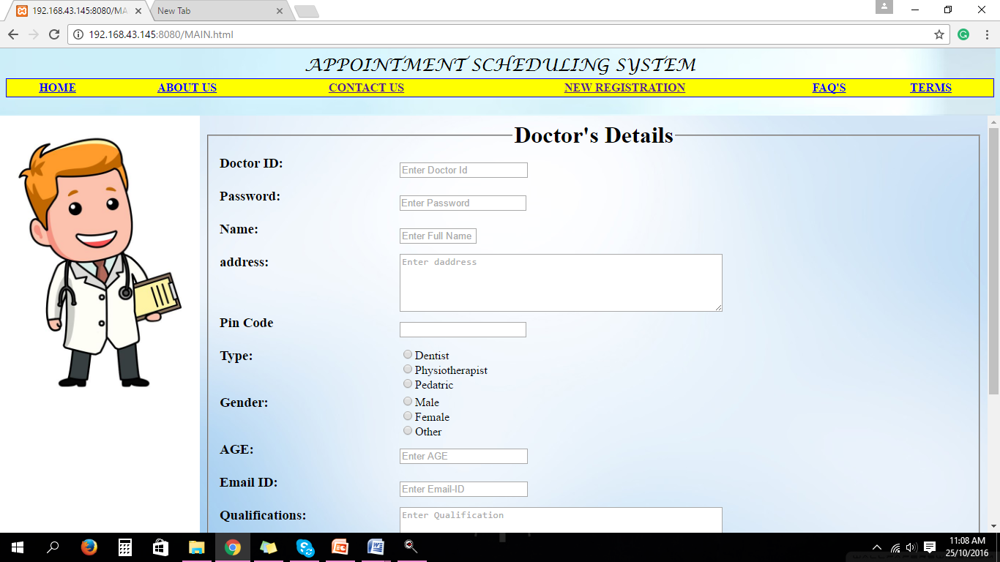 192.168.43.145:8080/MA
New Tab
192.168.43.145:8080/MAIN.html
APPOINTMENT SCHEDULING SYSTEM
HOME ABOUT US CONTACT US NEW REGISTRATION FAQ'S TERMS
Doctor's Details
Doctor ID: Enter Doctor Id
Password: Enter Password
Name: Enter Full Name
address: Enter daddress
Pin Code
Type: Dentist
Physiotherapist
Pedatric
Gender: Male
Female
Other
AGE: Enter AGE
Email ID: Enter Email-ID
Qualifications: Enter Qualification
11:08 AM
25/10/2016